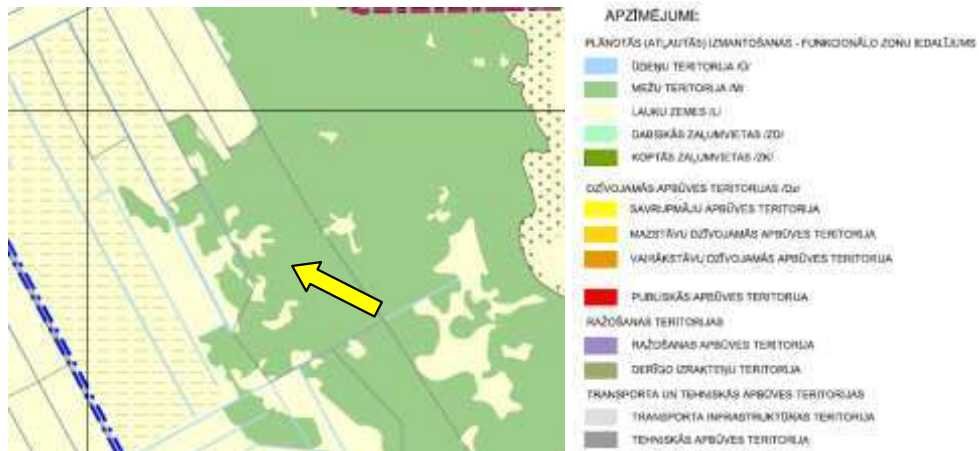 APZĪMĒJUMI:
PLĀNOTĀS (ATĻAUTĀS) IZMANTOŠANAS - FUNKCIONĀLO ZONU IEDALĪJUMS
ŪDEŅU TERITORIJA /Ū/
MEŽU TERITORIJA /M/
LAUKU ZEMES /L/
DABISKĀS ZAĻUMVIETAS /ZD/
KOPTĀS ZAĻUMVIETAS /ZK/
DZĪVOJAMĀS APBŪVES TERITORIJAS /Dz/
SAVRUPMĀJU APBŪVES TERITORIJA
MAZSTĀVU DZĪVOJAMĀS APBŪVES TERITORIJA
VAIRĀKSTĀVU DZĪVOJAMĀS APBŪVES TERITORIJA
PUBLISKĀS APBŪVES TERITORIJA
RAŽOŠANAS TERITORIJAS
RAŽOŠANAS APBŪVES TERITORIJA
DERĪGO IZRAKTEŅU TERITORIJA
TRANSPORTA UN TEHNISKĀS APBŪVES TERITORIJAS
TRANSPORTA INFRASTRUKTŪRAS TERITORIJA
TEHNISKĀS APBŪVES TERITORIJA